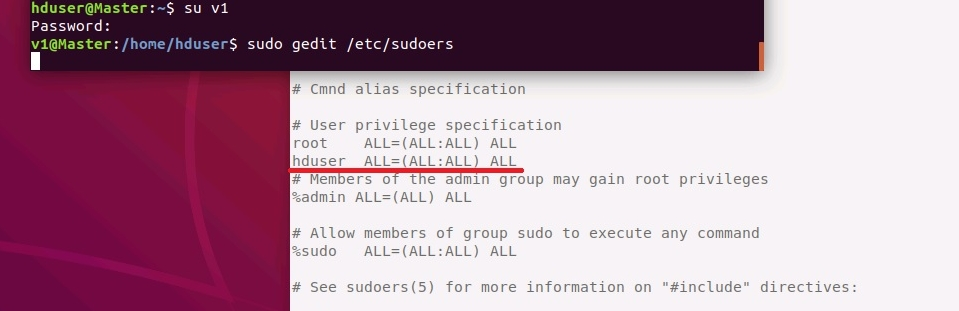 hduser@Master:~$ su v1
Password:
v1@Master:/home/hduser$ sudo gedit /etc/sudoers
# Cmnd alias specification
# User privilege specification
root    ALL=(ALL:ALL) ALL
hduser  ALL=(ALL:ALL) ALL
# Members of the admin group may gain root privileges
%admin ALL=(ALL) ALL
# Allow members of group sudo to execute any command
%sudo   ALL=(ALL:ALL) ALL
# See sudoers(5) for more information on "#include" directives: